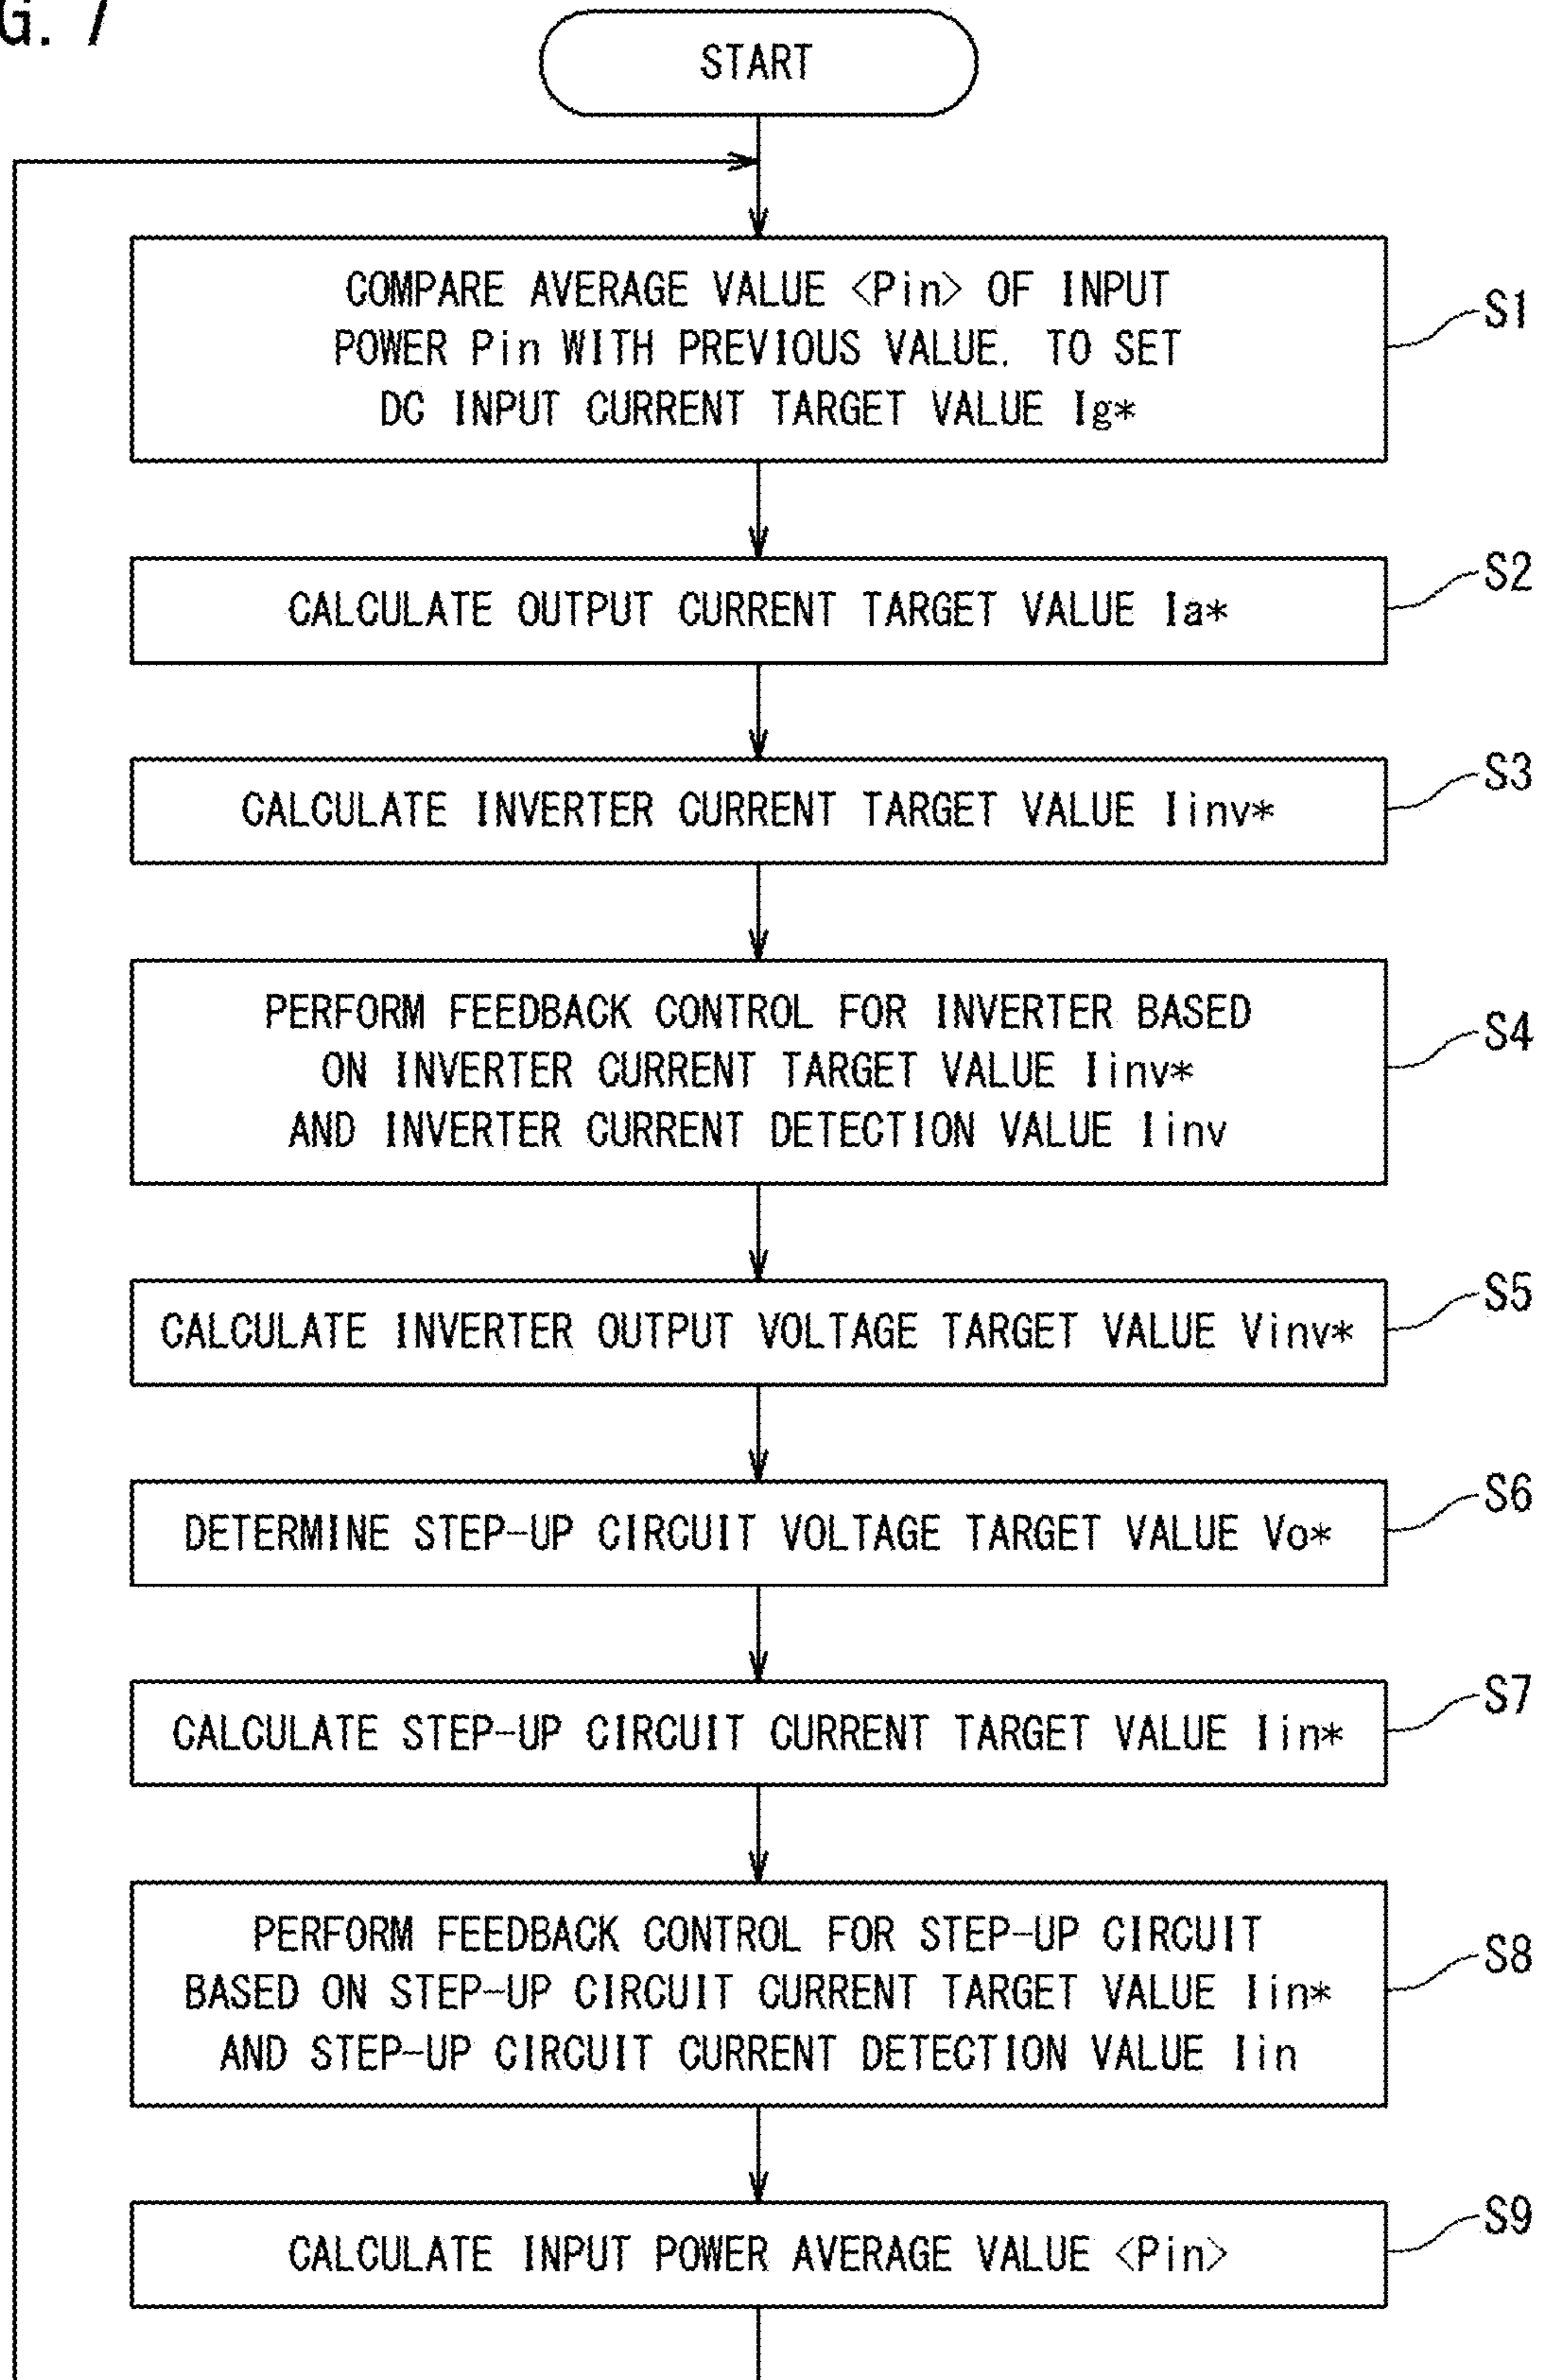 G. 7
START
COMPARE AVERAGE VALUE <Pin> OF INPUT
POWER Pin WITH PREVIOUS VALUE, TO SET
DC INPUT CURRENT TARGET VALUE Ig*
S1
CALCULATE OUTPUT CURRENT TARGET VALUE Ia*
S2
CALCULATE INVERTER CURRENT TARGET VALUE Iinv*
S3
PERFORM FEEDBACK CONTROL FOR INVERTER BASED
ON INVERTER CURRENT TARGET VALUE Iinv*
AND INVERTER CURRENT DETECTION VALUE Iinv
S4
CALCULATE INVERTER OUTPUT VOLTAGE TARGET VALUE Vinv*
S5
DETERMINE STEP-UP CIRCUIT VOLTAGE TARGET VALUE Vo*
S6
CALCULATE STEP-UP CIRCUIT CURRENT TARGET VALUE Iin*
S7
PERFORM FEEDBACK CONTROL FOR STEP-UP CIRCUIT
BASED ON STEP-UP CIRCUIT CURRENT TARGET VALUE Iin*
AND STEP-UP CIRCUIT CURRENT DETECTION VALUE Iin
S8
CALCULATE INPUT POWER AVERAGE VALUE <Pin>
S9